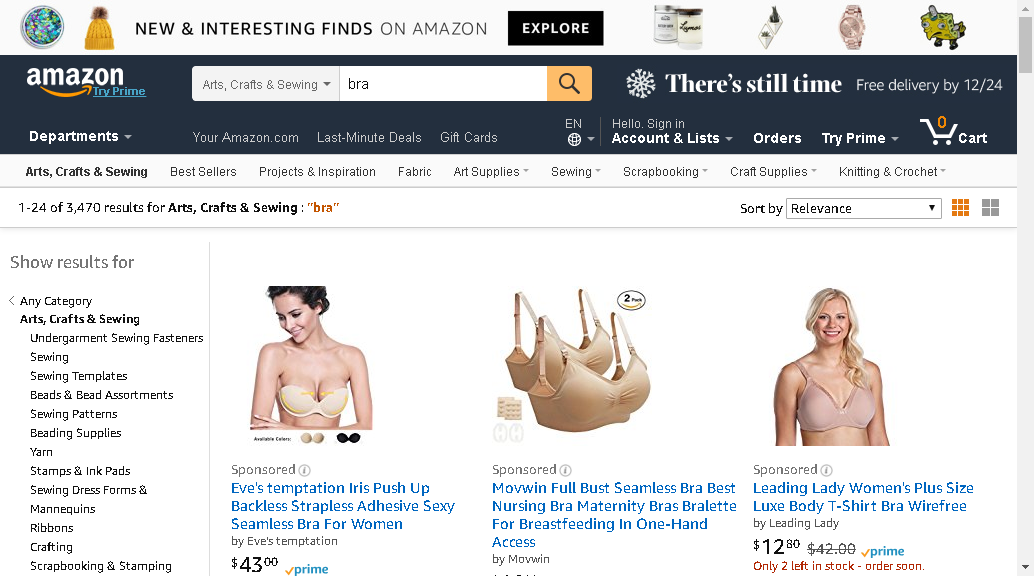 NEW & INTERESTING FINDS ON AMAZON EXPLORE
amazon
Try Prime
Arts, Crafts & Sewing bra
There's still time Free delivery by 12/24
Departments
Your Amazon.com Last-Minute Deals Gift Cards
EN
Hello. Sign in
Account & Lists Orders Try Prime
0
Cart
Arts, Crafts & Sewing Best Sellers Projects & Inspiration Fabric Art Supplies Sewing Scrapbooking Craft Supplies Knitting & Crochet
1-24 of 3,470 results for Arts, Crafts & Sewing : "bra"
Sort by Relevance
Show results for
Any Category
Arts, Crafts & Sewing
Undergarment Sewing Fasteners
Sewing
Sewing Templates
Beads & Bead Assortments
Sewing Patterns
Beading Supplies
Yarn
Stamps & Ink Pads
Sewing Dress Forms &
Mannequins
Ribbons
Crafting
Scrapbooking & Stamping
Available Colors:
Sponsored
Eve's temptation Iris Push Up
Backless Strapless Adhesive Sexy
Seamless Bra For Women
by Eve's temptation
$4300 prime
2 Pack
Sponsored
Movwin Full Bust Seamless Bra Best
Nursing Bra Maternity Bras Bralette
For Breastfeeding In One-Hand
Access
by Movwin
Sponsored
Leading Lady Women's Plus Size
Luxe Body T-Shirt Bra Wirefree
by Leading Lady
$1280 $42.00 prime
Only 2 left in stock - order soon.